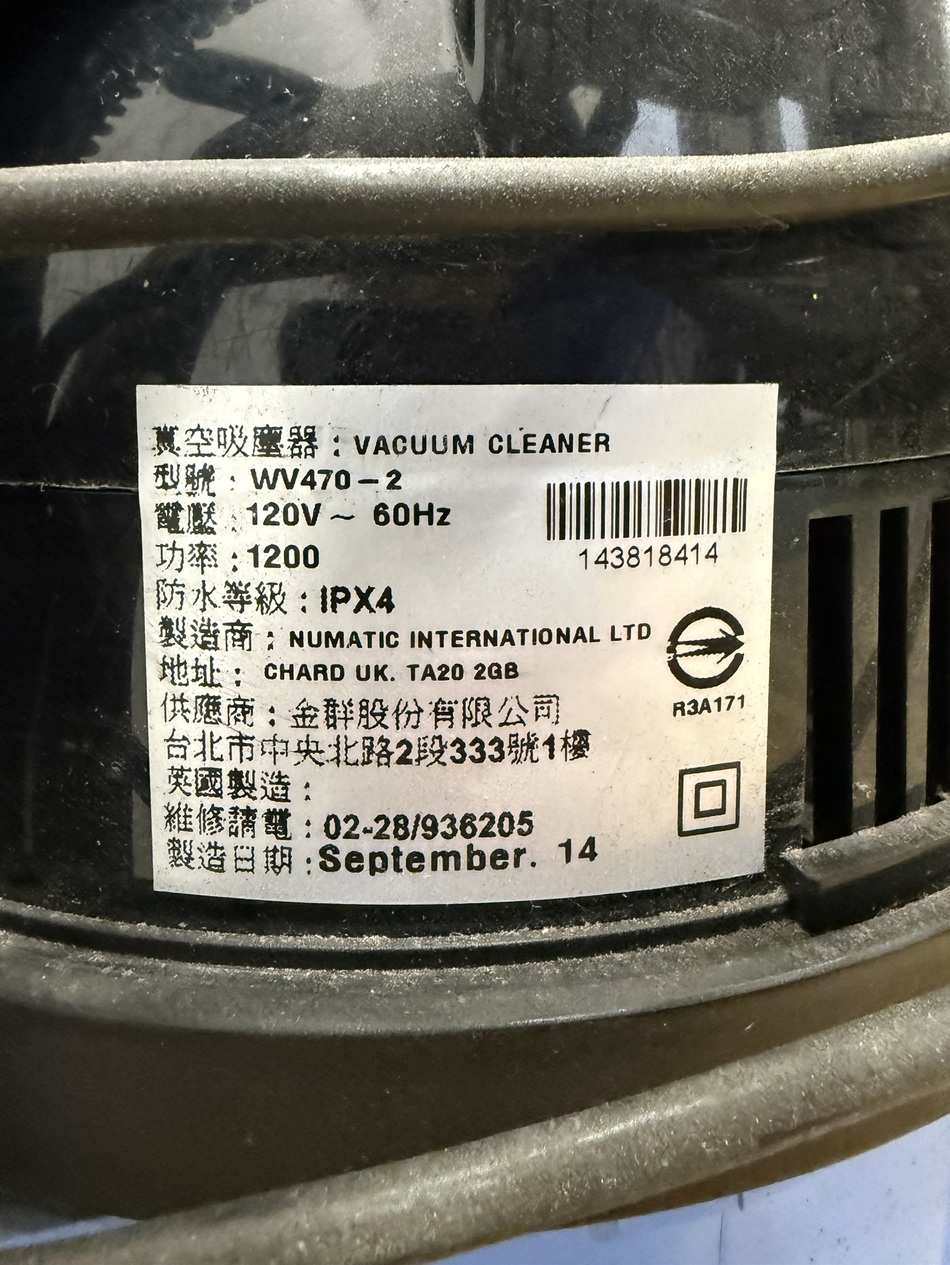 真空吸塵器 : VACUUM CLEANER
型號 : WV470-2
電壓 : 120V ~ 60Hz
功率 : 1200
143818414
防水等級 : IPX4
製造商 : NUMATIC INTERNATIONAL LTD
地址 : CHARD UK. TA20 2GB
R3A171
供應商 : 金群股份有限公司
台北市中央北路2段333號1樓
英國製造 :
維修請電 : 02-28/936205
製造日期 : September. 14